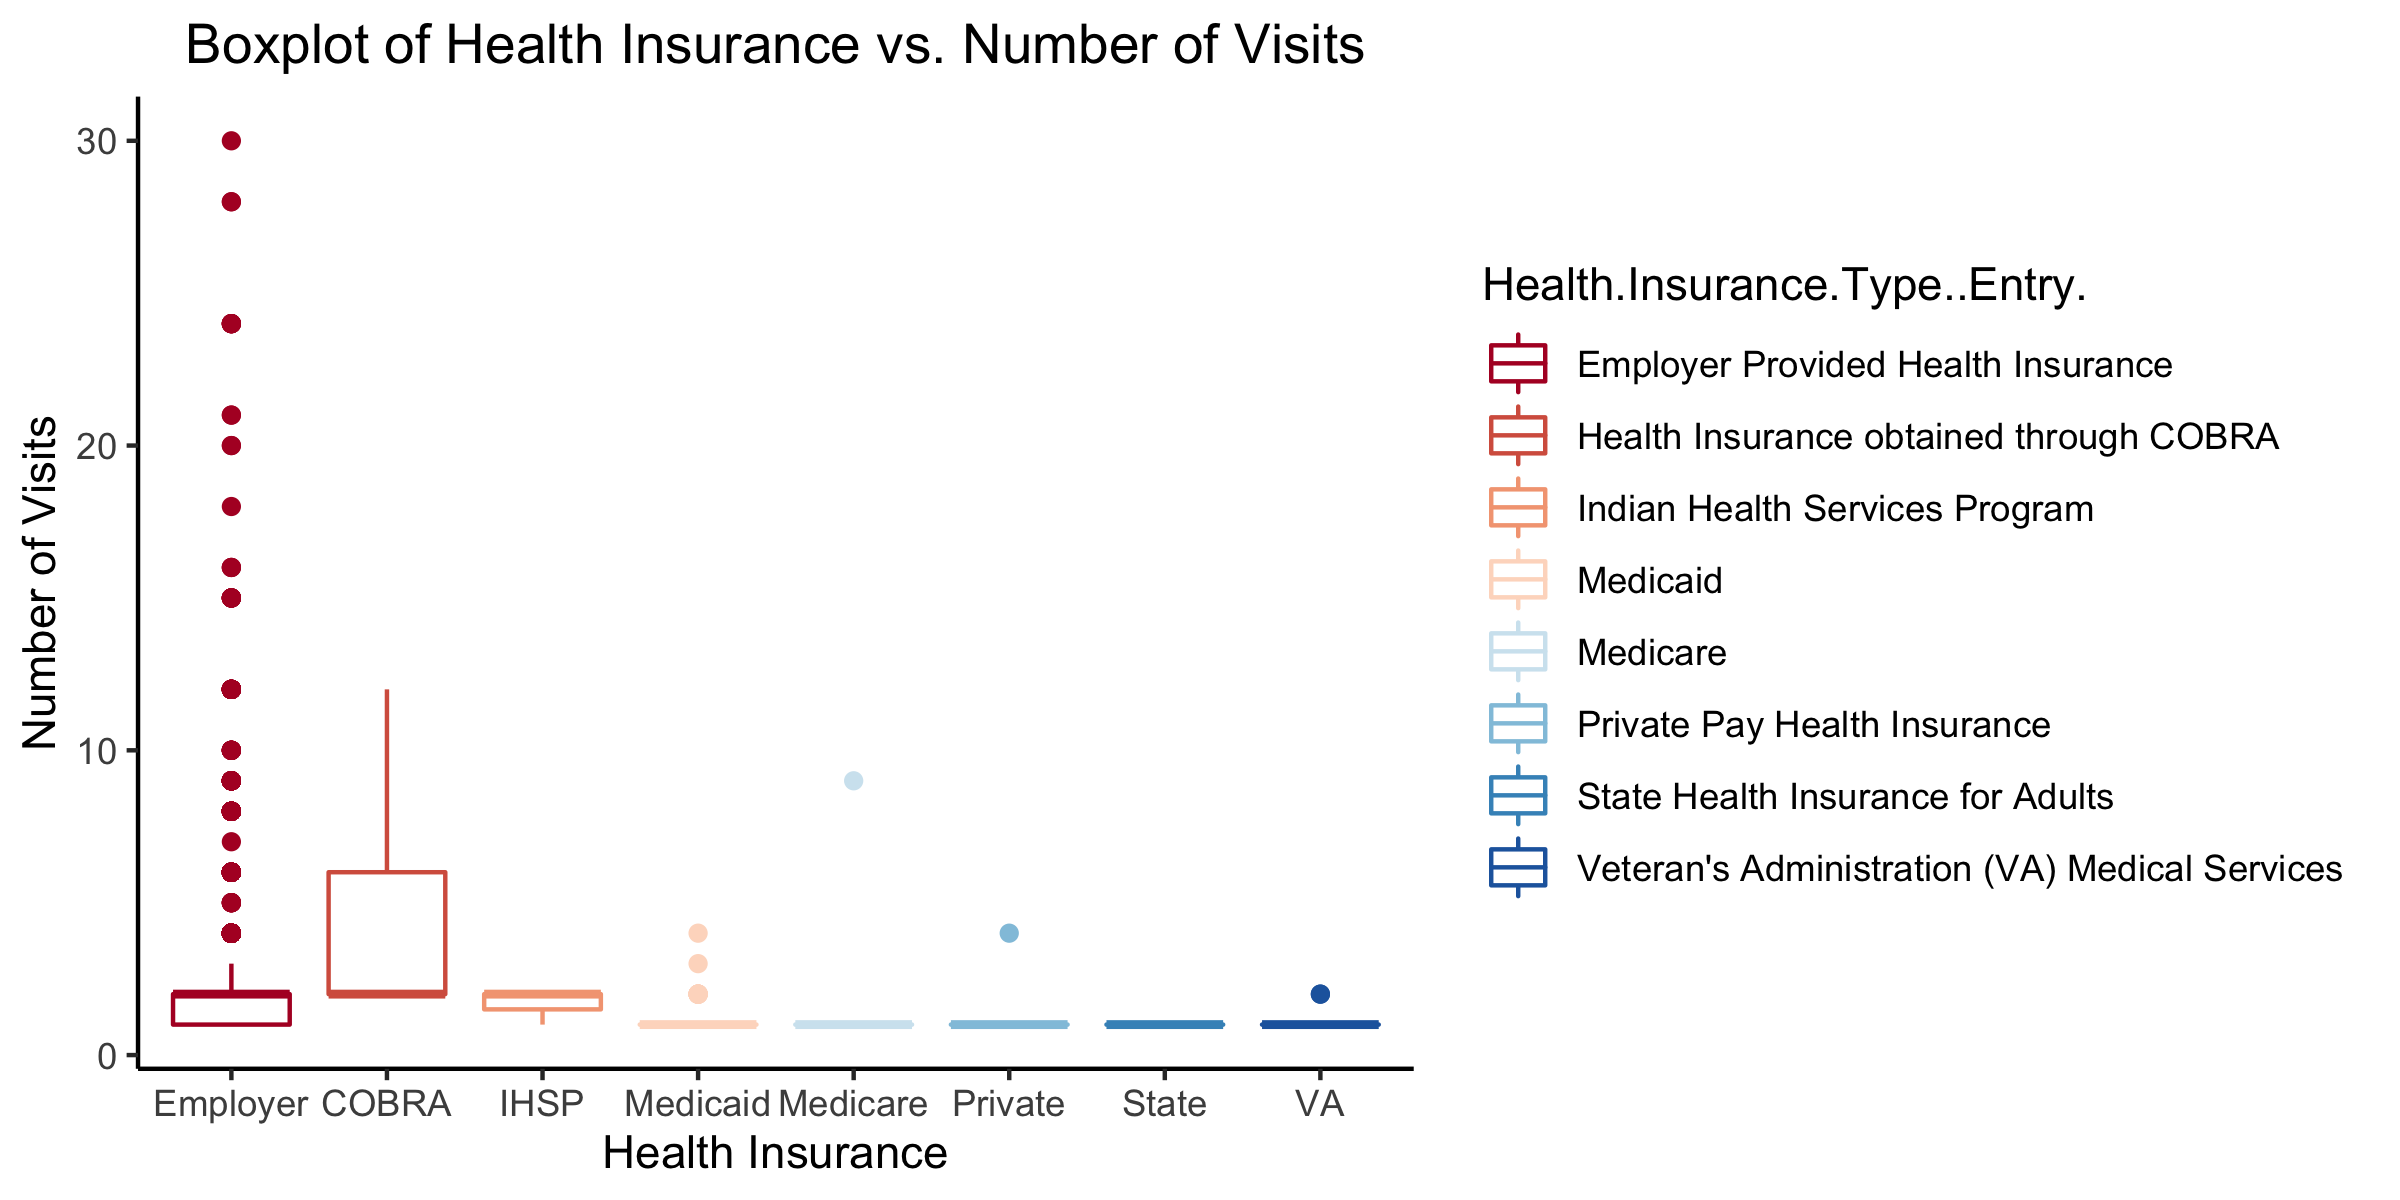 Boxplot of Health Insurance vs. Number of Visits
Number of Visits
30
20
10
0
Employer COBRA IHSP Medicaid Medicare Private State VA
Health Insurance
Health.Insurance.Type..Entry.
Employer Provided Health Insurance
Health Insurance obtained through COBRA
Indian Health Services Program
Medicaid
Medicare
Private Pay Health Insurance
State Health Insurance for Adults
Veteran's Administration (VA) Medical Services